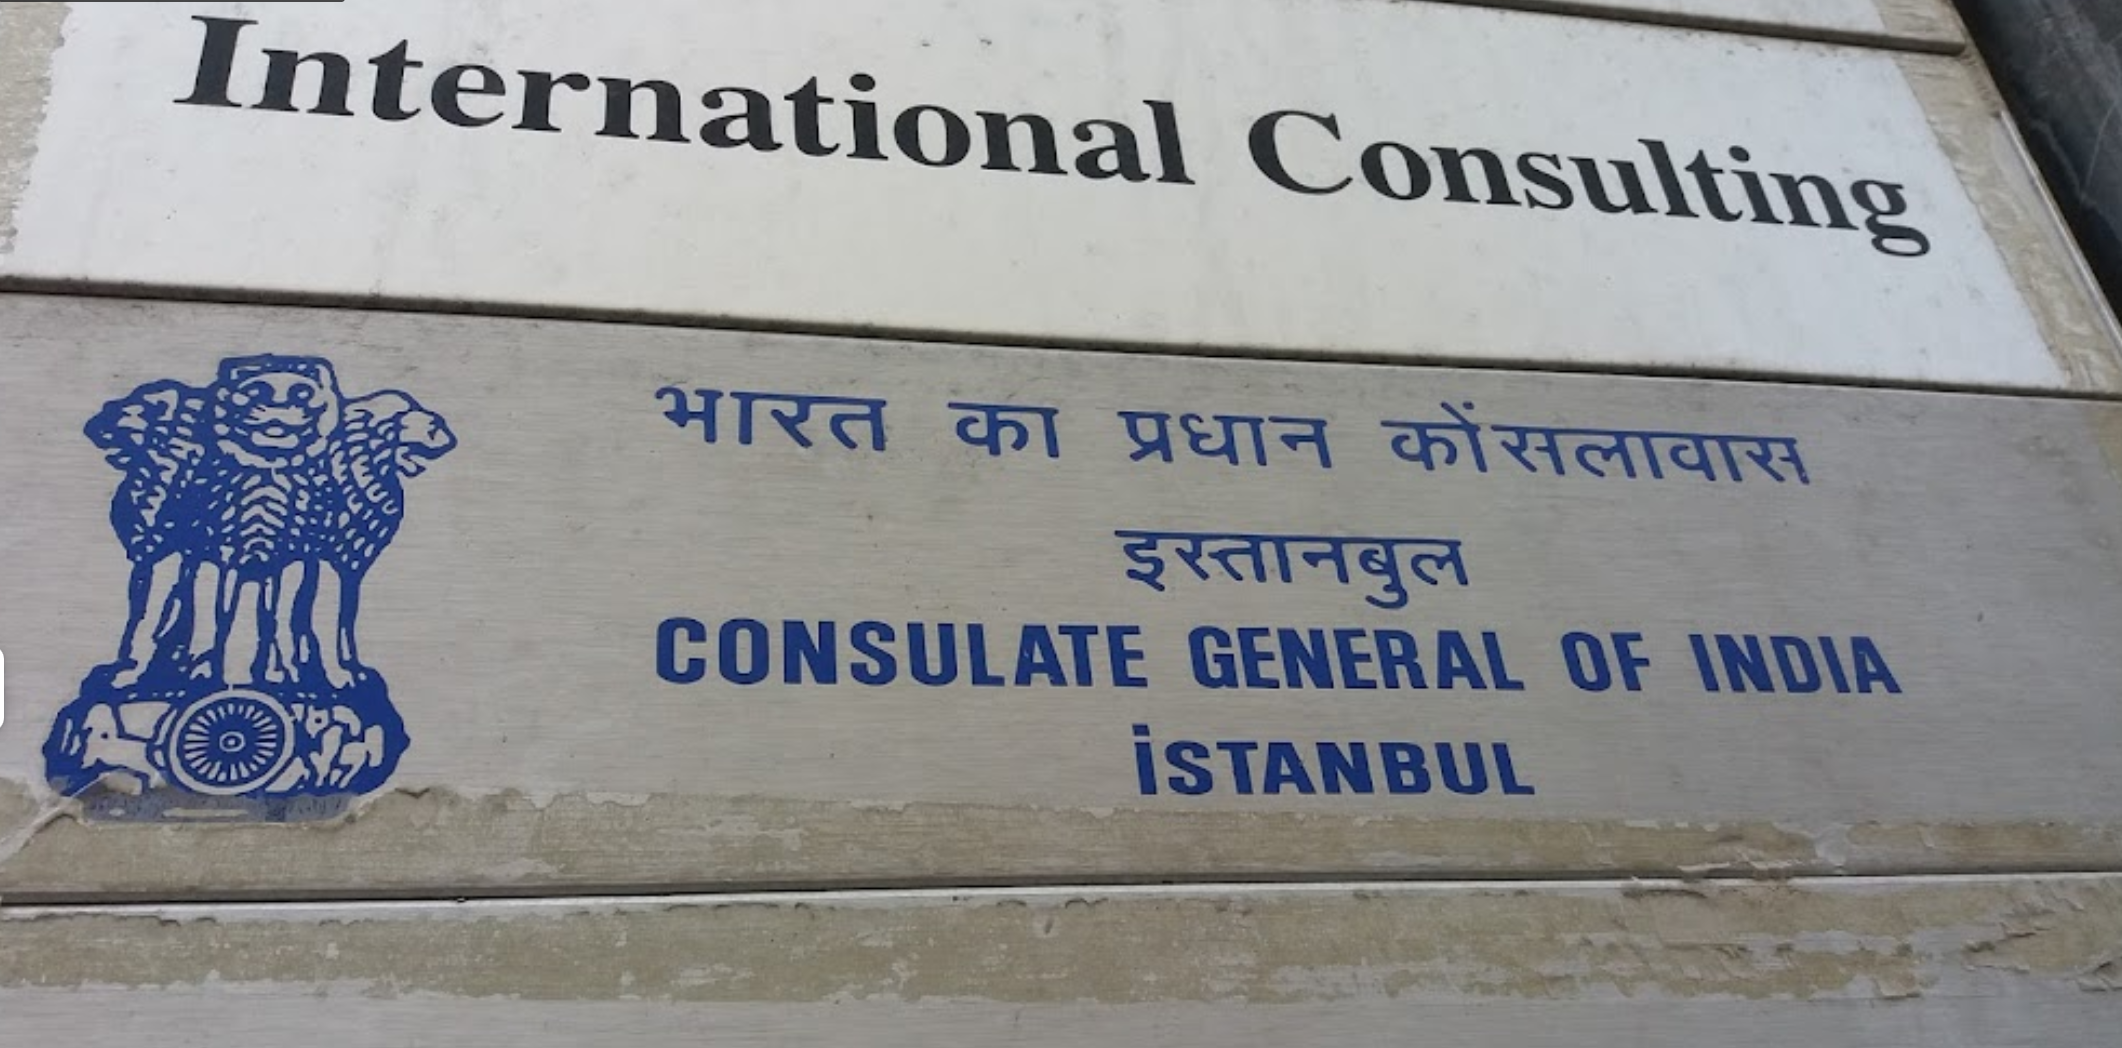 International Consulting
भारत का प्रधान कोंसलावास
इस्तानबुल
CONSULATE GENERAL OF INDIA
İSTANBUL